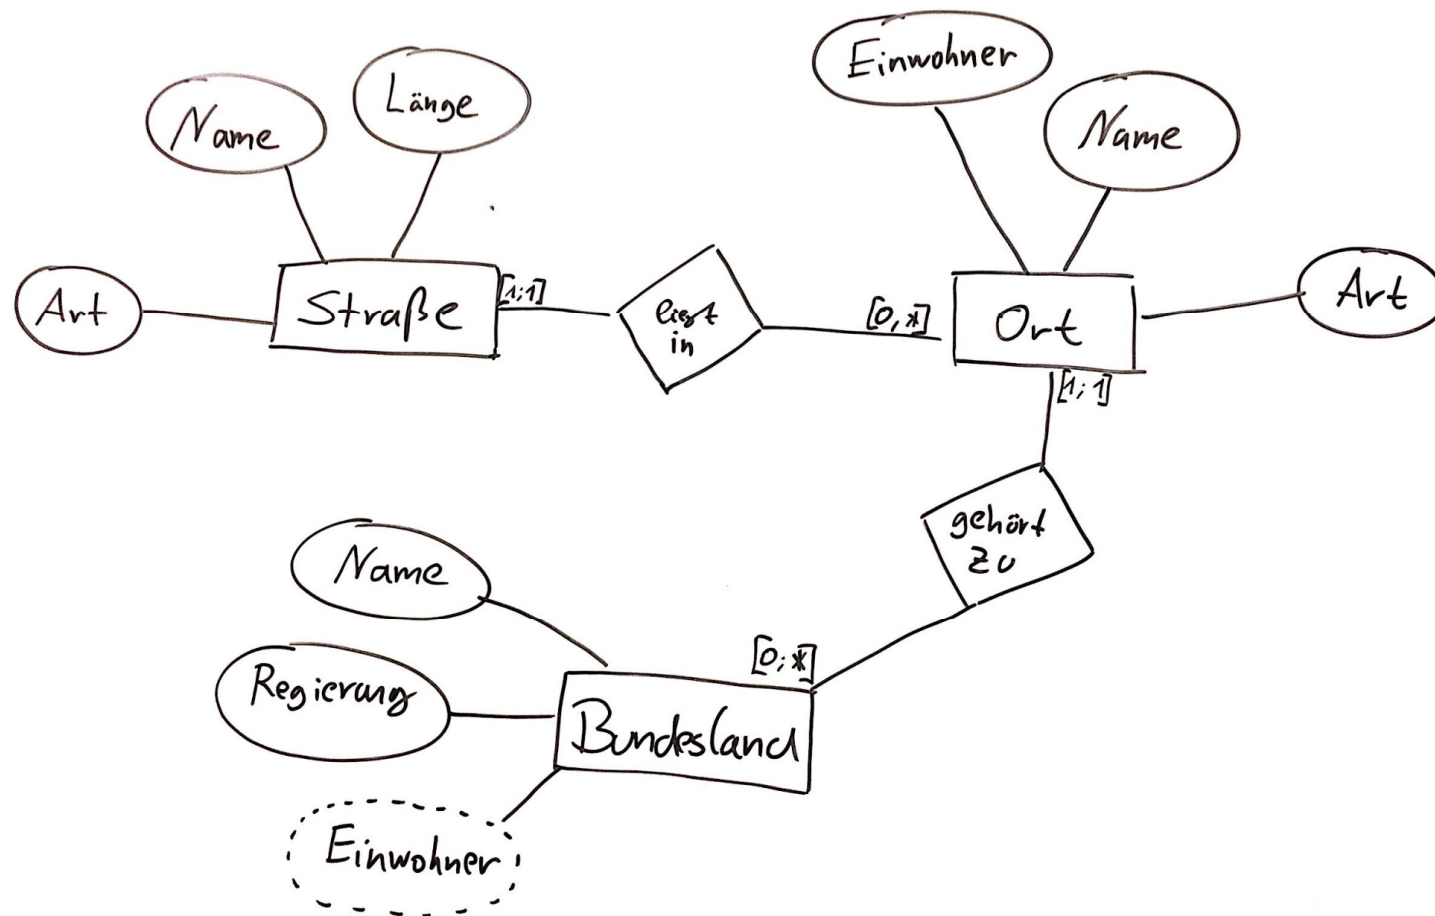 Einwohner
Länge
Name
Name
Art
Straße
[1;1]
liegt
in
[0,*]
Ort
Art
[1;1]
gehört
zu
Name
[0;*]
Regierung
Bundesland
Einwohner